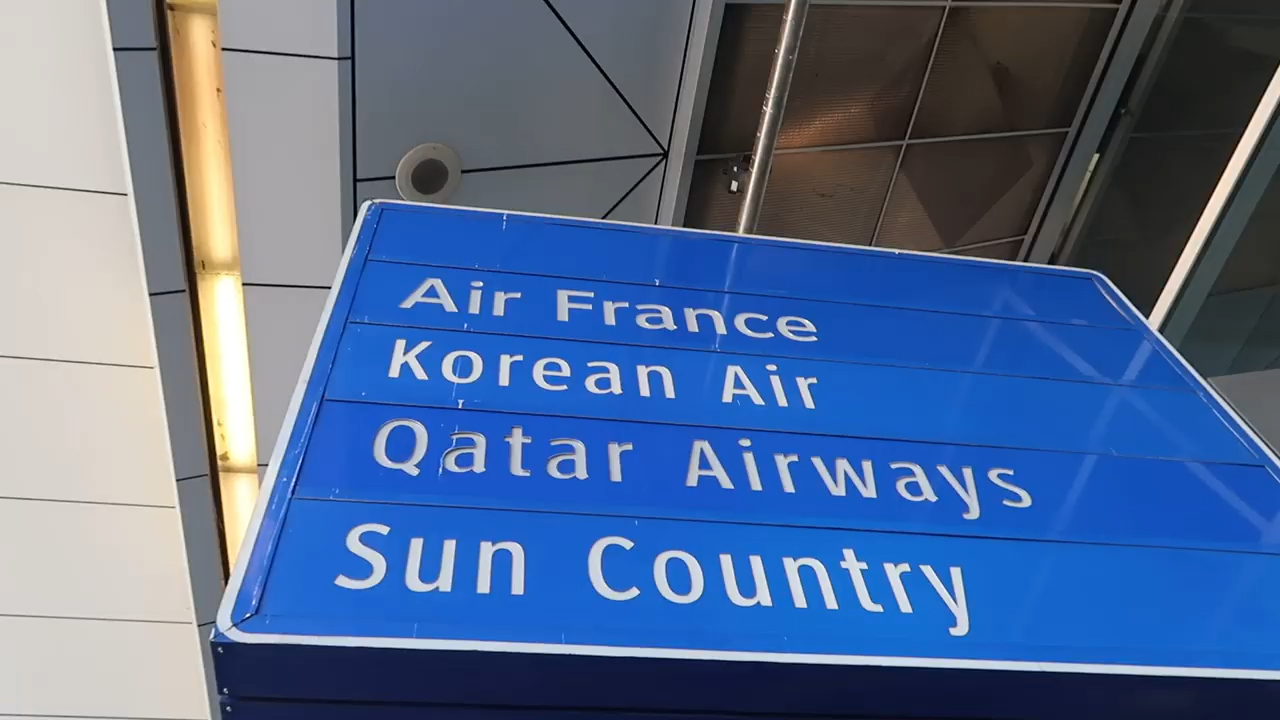 Air France
Korean Air
Qatar Airways
Sun Country